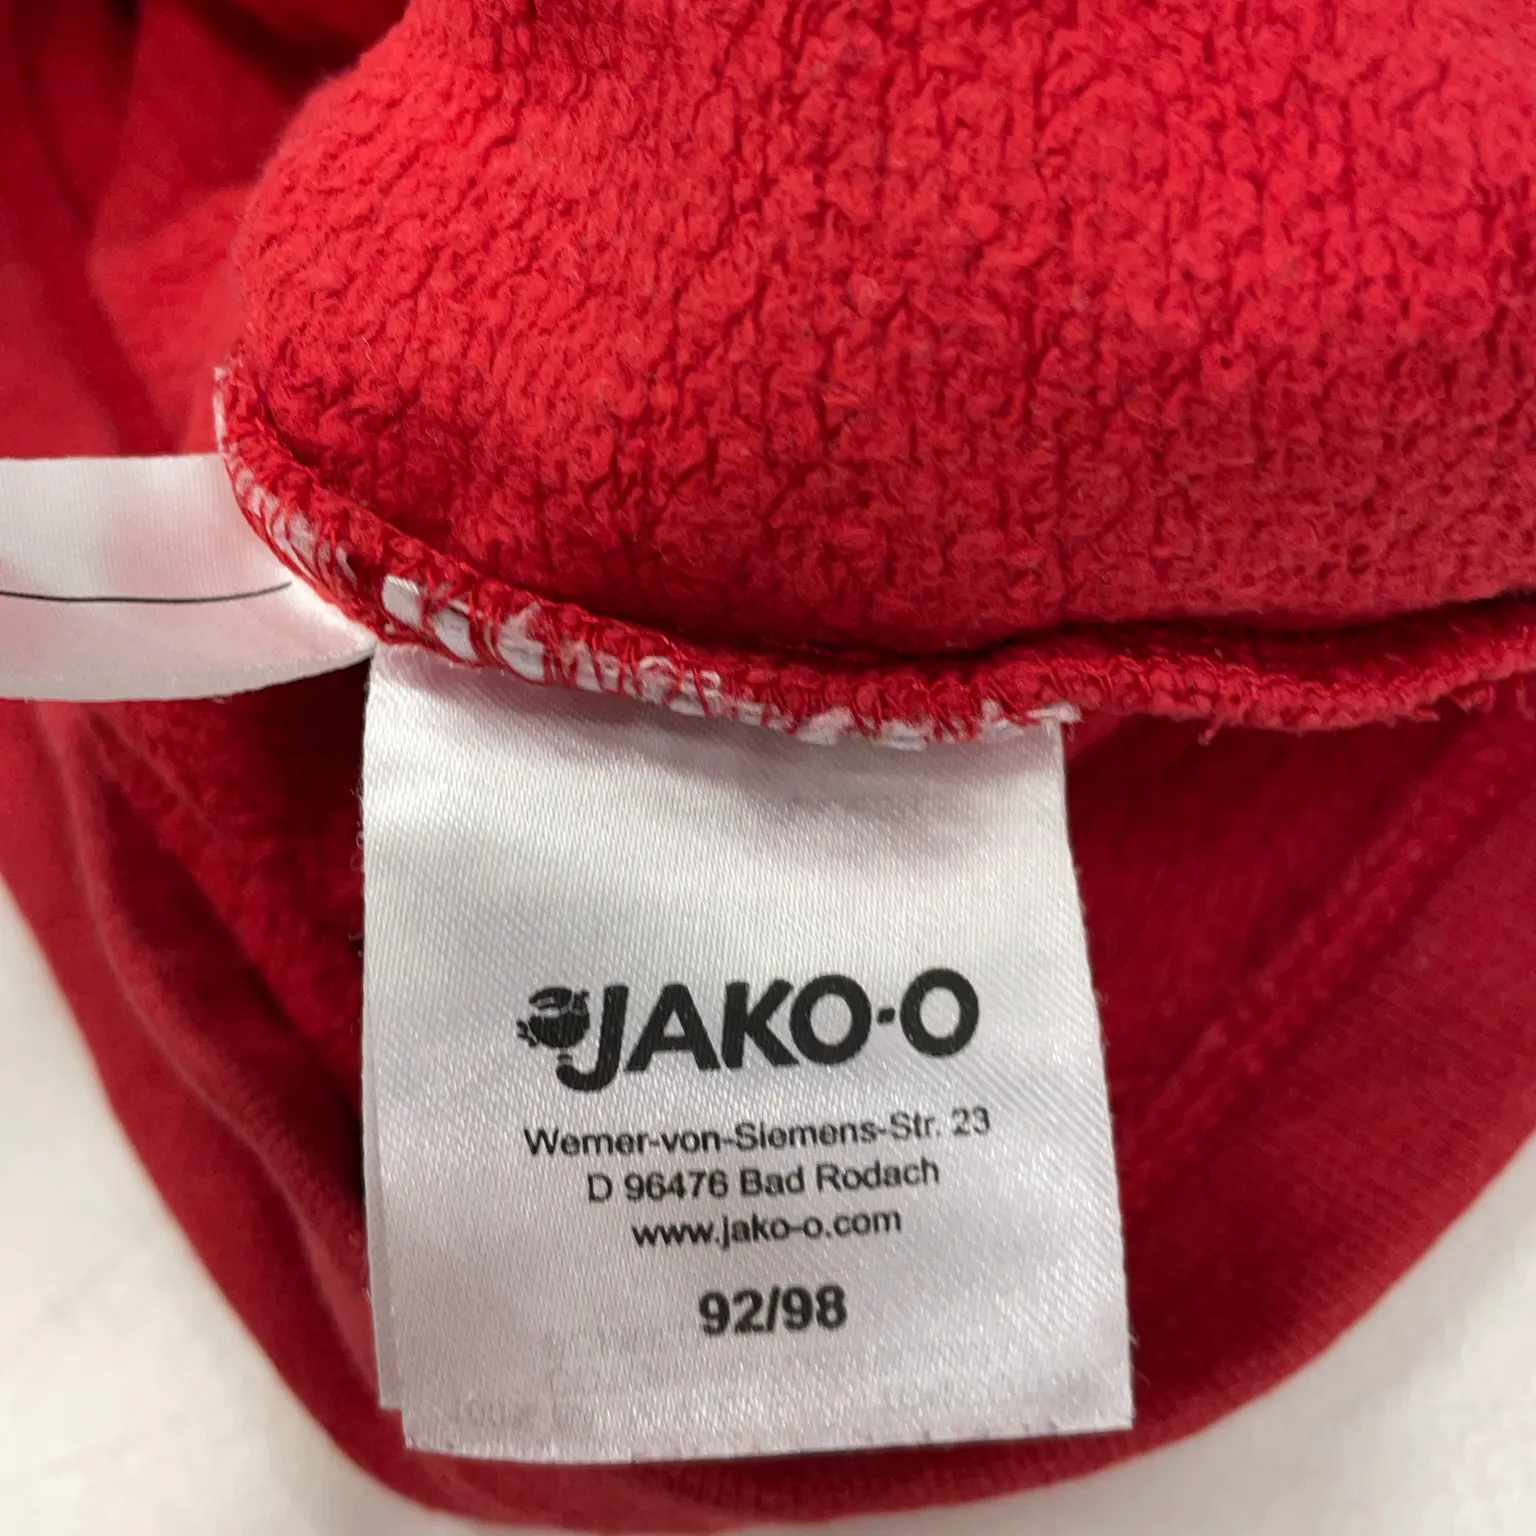 JAKO-O
Werner-von-Siemens-Str. 23
D 96476 Bad Rodach
www.jako-o.com
92/98